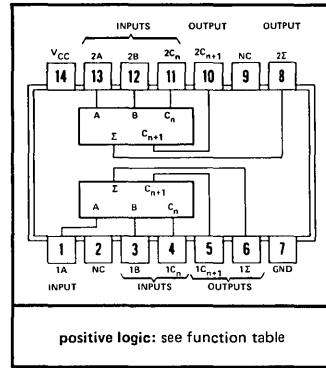 INPUTS OUTPUT OUTPUT
VCC 2A 2B 2Cn 2Cn+1 NC 2Σ
14 13 12 11 10 9 8
A B Cn
Σ Cn+1
Σ Cn+1
A B Cn
1 2 3 4 5 6 7
1A NC 1B 1Cn 1Cn+1 1Σ GND
INPUT INPUTS OUTPUTS
positive logic: see function table